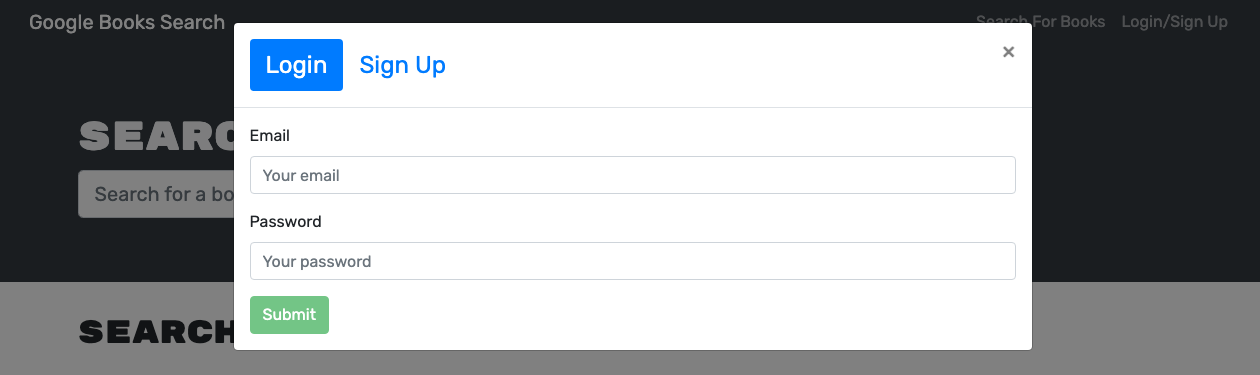 Google Books Search
Search For Books Login/Sign Up
Login Sign Up
×
Email
Your email
Password
Your password
Submit
SEARC
Search for a bo
SEARCH